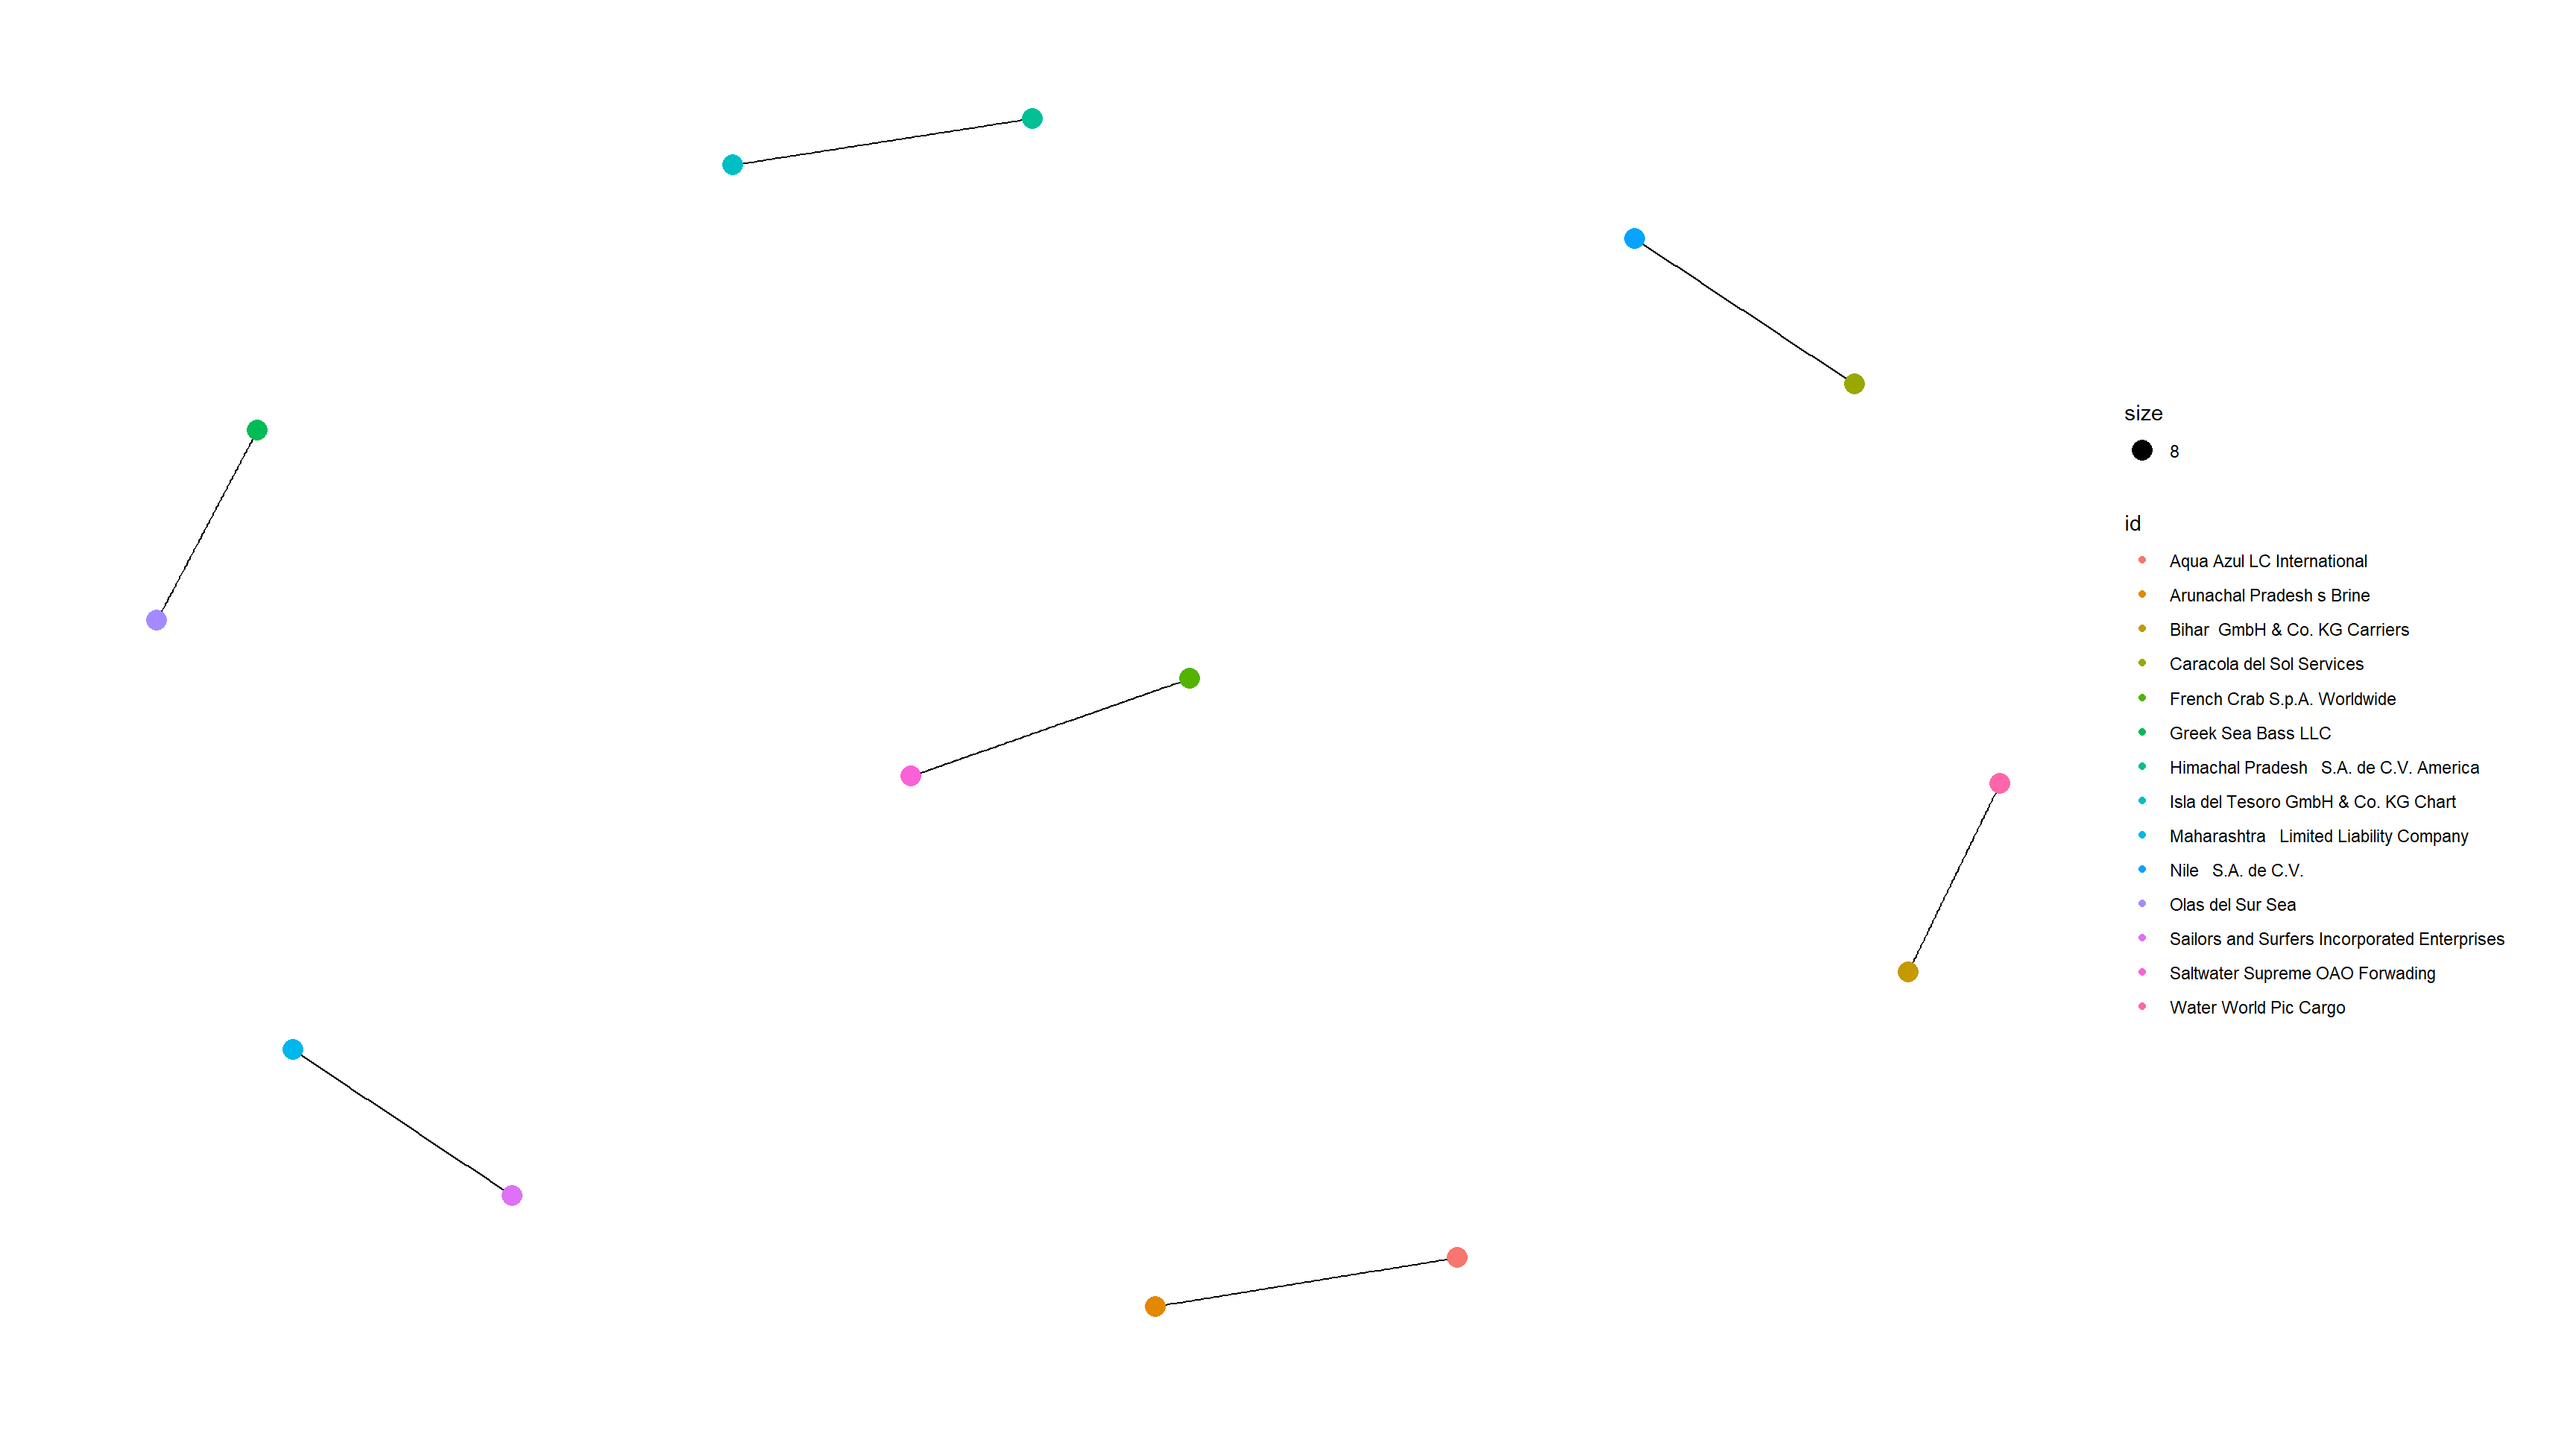 size
8
id
Aqua Azul LC International
Arunachal Pradesh s Brine
Bihar  GmbH & Co. KG Carriers
Caracola del Sol Services
French Crab S.p.A. Worldwide
Greek Sea Bass LLC
Himachal Pradesh   S.A. de C.V. America
Isla del Tesoro GmbH & Co. KG Chart
Maharashtra   Limited Liability Company
Nile   S.A. de C.V.
Olas del Sur Sea
Sailors and Surfers Incorporated Enterprises
Saltwater Supreme OAO Forwading
Water World Pic Cargo